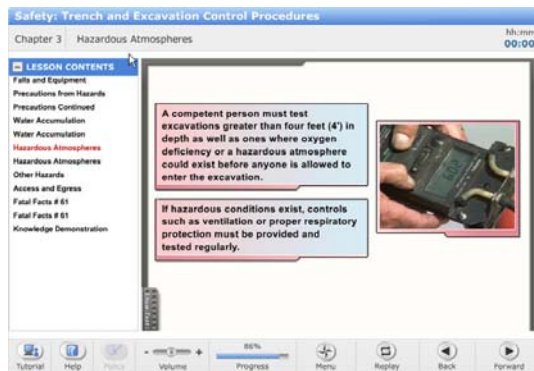 Safety: Trench and Excavation Control Procedures
Chapter 3 Hazardous Atmospheres
hh:mm
00:00
LESSON CONTENTS
Falls and Equipment
Precautions from Hazards
Precautions Continued
Water Accumulation
Water Accumulation
Hazardous Atmospheres
Hazardous Atmospheres
Other Hazards
Access and Egress
Fatal Facts # 61
Fatal Facts # 61
Knowledge Demonstration
A competent person must test
excavations greater than four feet (4') in
depth as well as ones where oxygen
deficiency or a hazardous atmosphere
could exist before anyone is allowed to
enter the excavation.
If hazardous conditions exist, controls
such as ventilation or proper respiratory
protection must be provided and
tested regularly.
86%
Tutorial Help Policy - + Volume Progress Menu Replay Back Forward